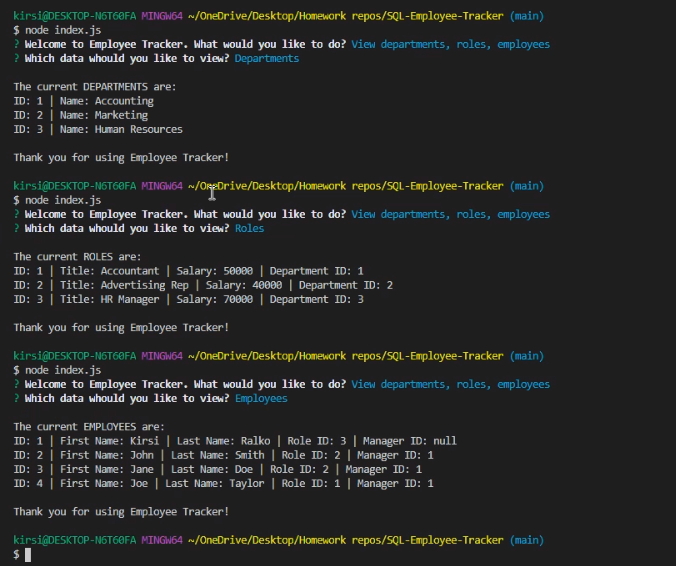 kirsi@DESKTOP-N6T60FA MINGW64 ~/OneDrive/Desktop/Homework repos/SQL-Employee-Tracker (main)
$ node index.js
? Welcome to Employee Tracker. What would you like to do? View departments, roles, employees
? Which data whould you like to view? Departments
The current DEPARTMENTS are:
ID: 1 | Name: Accounting
ID: 2 | Name: Marketing
ID: 3 | Name: Human Resources
Thank you for using Employee Tracker!
kirsi@DESKTOP-N6T60FA MINGW64 ~/OneDrive/Desktop/Homework repos/SQL-Employee-Tracker (main)
$ node index.js
? Welcome to Employee Tracker. What would you like to do? View departments, roles, employees
? Which data whould you like to view? Roles
The current ROLES are:
ID: 1 | Title: Accountant | Salary: 50000 | Department ID: 1
ID: 2 | Title: Advertising Rep | Salary: 40000 | Department ID: 2
ID: 3 | Title: HR Manager | Salary: 70000 | Department ID: 3
Thank you for using Employee Tracker!
kirsi@DESKTOP-N6T60FA MINGW64 ~/OneDrive/Desktop/Homework repos/SQL-Employee-Tracker (main)
$ node index.js
? Welcome to Employee Tracker. What would you like to do? View departments, roles, employees
? Which data whould you like to view? Employees
The current EMPLOYEES are:
ID: 1 | First Name: Kirsi | Last Name: Ralko | Role ID: 3 | Manager ID: null
ID: 2 | First Name: John | Last Name: Smith | Role ID: 2 | Manager ID: 1
ID: 3 | First Name: Jane | Last Name: Doe | Role ID: 2 | Manager ID: 1
ID: 4 | First Name: Joe | Last Name: Taylor | Role ID: 1 | Manager ID: 1
Thank you for using Employee Tracker!
kirsi@DESKTOP-N6T60FA MINGW64 ~/OneDrive/Desktop/Homework repos/SQL-Employee-Tracker (main)
$